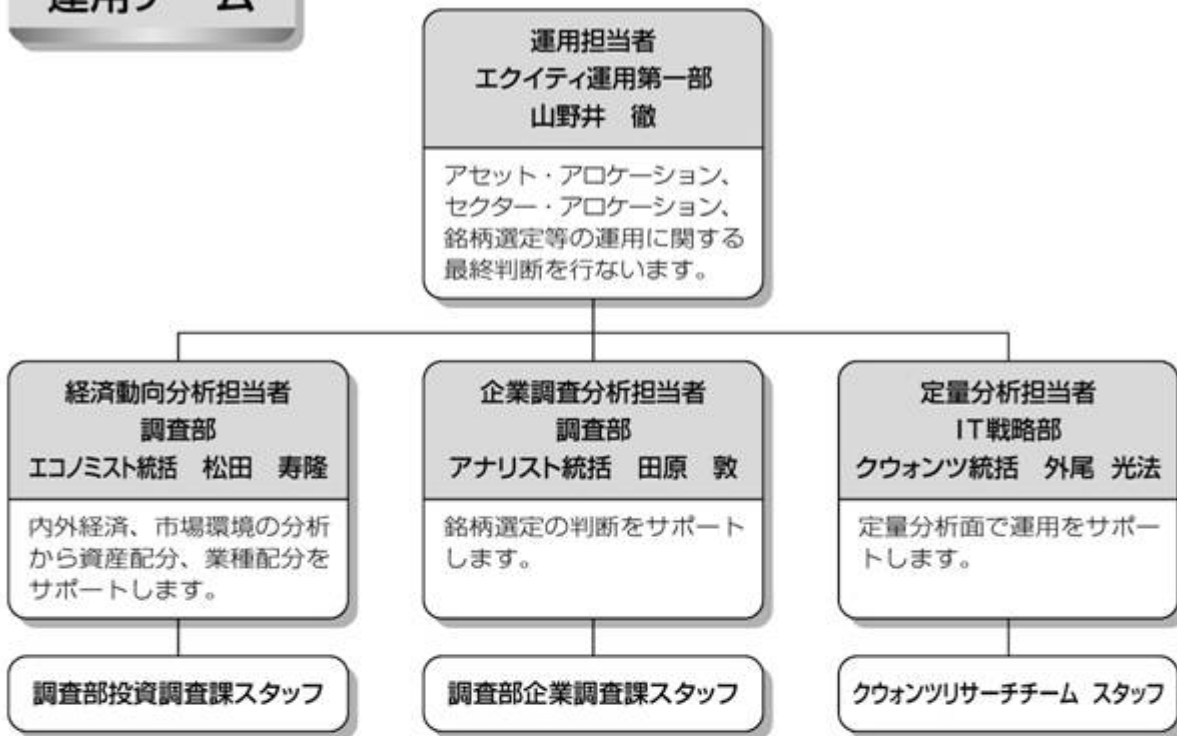 運用チーム
運用担当者
エクイティ運用第一部
山野井 徹
アセット・アロケーション、
セクター・アロケーション、
銘柄選定等の運用に関する
最終判断を行ないます。
経済動向分析担当者
調査部
エコノミスト統括 松田 寿隆
内外経済、市場環境の分析
から資産配分、業種配分を
サポートします。
調査部投資調査課スタッフ
企業調査分析担当者
調査部
アナリスト統括 田原 敦
銘柄選定の判断をサポート
します。
調査部企業調査課スタッフ
定量分析担当者
IT戦略部
クウォンツ統括 外尾 光法
定量分析面で運用をサポー
トします。
クウォンツリサーチチーム スタッフ